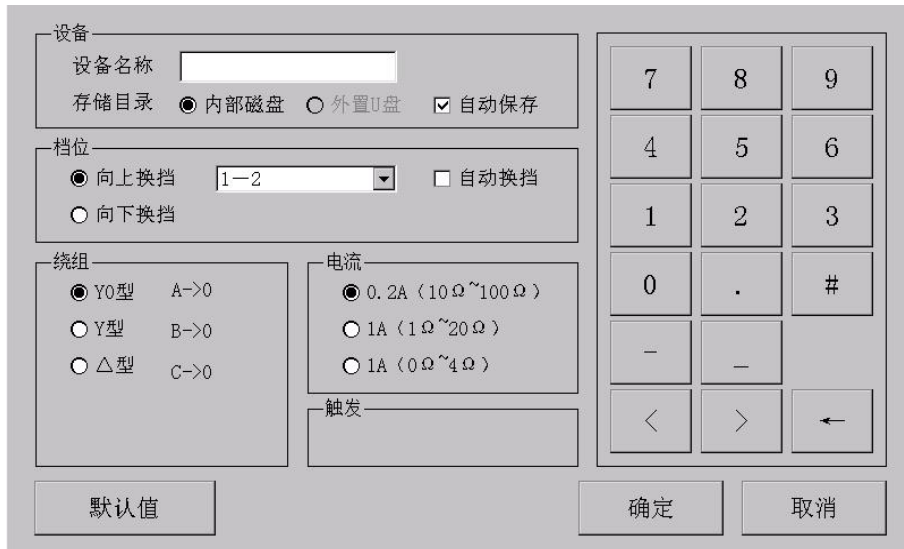 设备
设备名称
存储目录 内部磁盘 外置U盘 自动保存
档位
向上换挡 1—2 自动换挡
向下换挡
绕组
Y0型 A->0
Y型 B->0
△型 C->0
电流
0.2A（10Ω~100Ω）
1A（1Ω~20Ω）
1A（0Ω~4Ω）
触发
7 8 9
4 5 6
1 2 3
0 . #
- _
< > ←
默认值 确定 取消